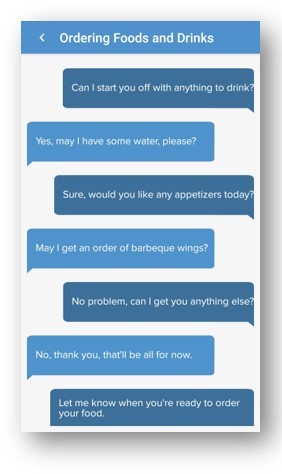 Ordering Foods and Drinks
Can I start you off with anything to drink?
Yes, may I have some water, please?
Sure, would you like any appetizers today?
May I get an order of barbeque wings?
No problem, can I get you anything else?
No, thank you, that'll be all for now.
Let me know when you're ready to order
your food.